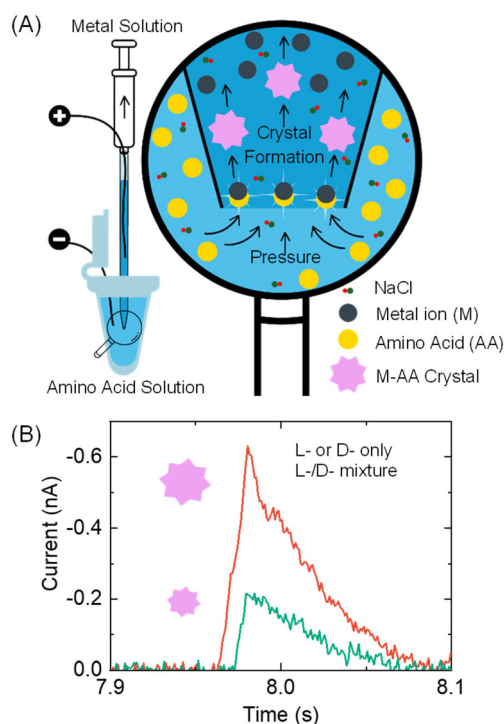 (A)
Metal Solution
+
−
Amino Acid Solution
Crystal
Formation
Pressure
NaCl
Metal ion (M)
Amino Acid (AA)
M-AA Crystal
(B)
L- or D- only
L-/D- mixture
Current (nA)
-0.6
-0.4
-0.2
0.0
7.9
8.0
8.1
Time (s)